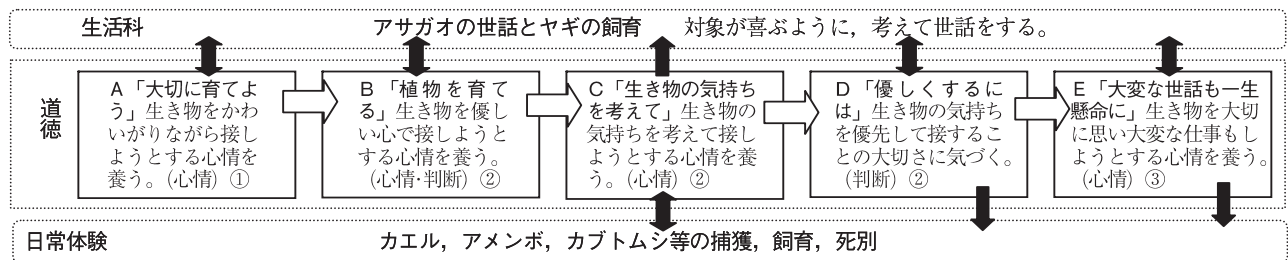 生活科 アサガオの世話とヤギの飼育 対象が喜ぶように，考えて世話をする。
道徳
A「大切に育てよ
う」生き物をかわ
いがりながら接し
ようとする心情を
養う。(心情) ①
B「植物を育て
る」生き物を優し
い心で接しようと
する心情を養う。
(心情·判断) ②
C「生き物の気持ち
を考えて」生き物の
気持ちを考えて接し
ようとする心情を養
う。(心情) ②
D「優しくするに
は」生き物の気持ち
を優先して接するこ
との大切さに気づく。
(判断) ②
E「大変な世話も一生
懸命に」生き物を大切
に思い大変な仕事もし
ようとする心情を養う。
(心情) ③
日常体験 カエル，アメンボ，カブトムシ等の捕獲，飼育，死別